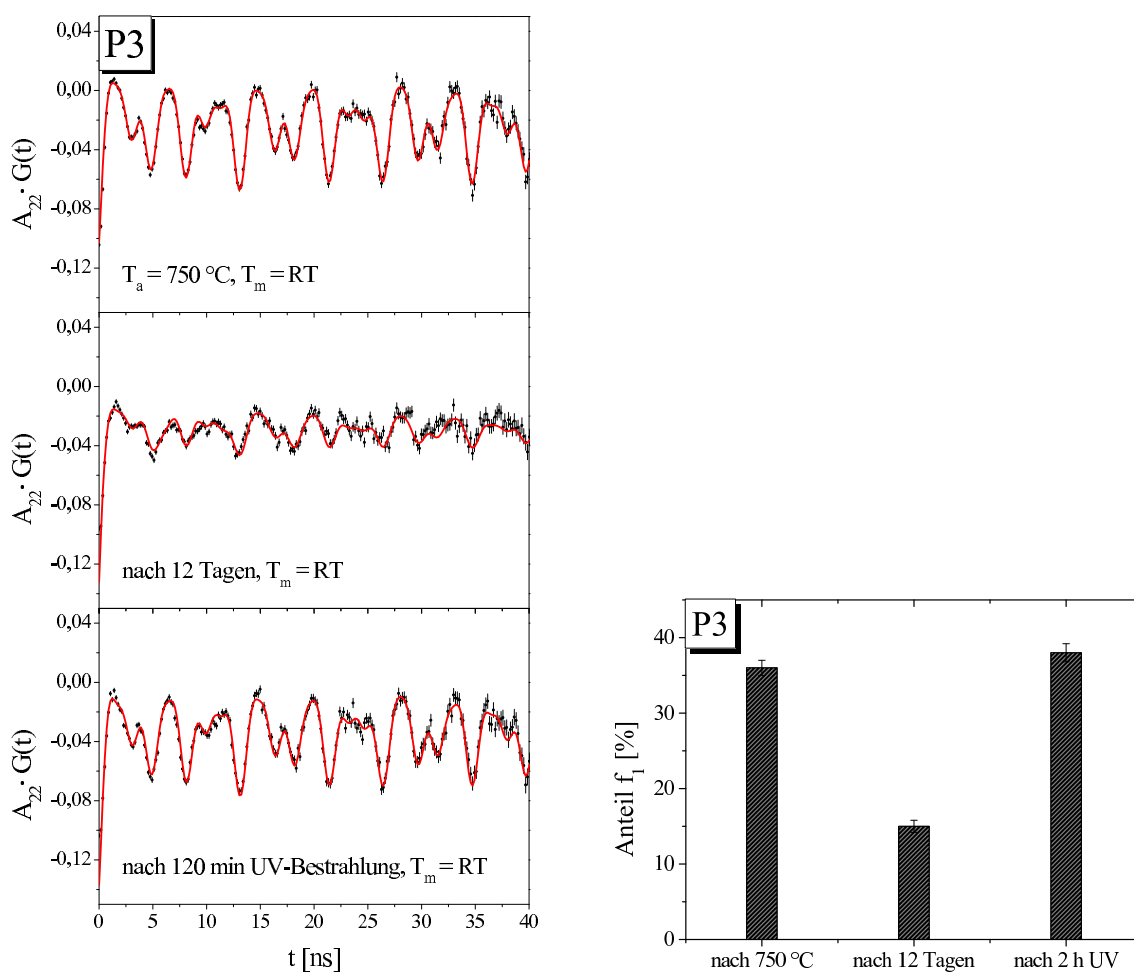 P3
0,04
0,00
-0,04
-0,08
-0,12
A22 · G(t)
Ta = 750 °C, Tm = RT
0,04
0,00
-0,04
-0,08
-0,12
A22 · G(t)
nach 12 Tagen, Tm = RT
0,04
0,00
-0,04
-0,08
-0,12
A22 · G(t)
nach 120 min UV-Bestrahlung, Tm = RT
0 5 10 15 20 25 30 35 40
t [ns]
P3
40
30
20
10
0
Anteil f1 [%]
nach 750 °C nach 12 Tagen nach 2 h UV